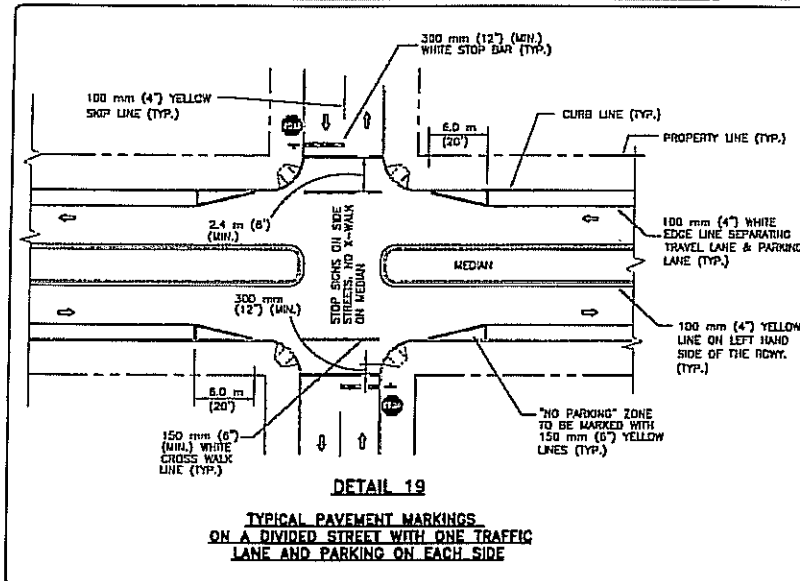 300 mm (12") (MIN.)
WHITE STOP BAR (TYP.)
100 mm (4") YELLOW
SKIP LINE (TYP.)
STOP
6.0 m
(20')
CURB LINE (TYP.)
PROPERTY LINE (TYP.)
2.4 m (8')
(MIN.)
STOP SIGNS ON SIDE
STREETS, NO X-WALK
ON MEDIAN
100 mm (4") WHITE
EDGE LINE SEPARATING
TRAVEL LANE & PARKING
LANE (TYP.)
MEDIAN
300 mm
(12") (MIN.)
100 mm (4") YELLOW
LINE ON LEFT HAND
SIDE OF THE RDWY.
(TYP.)
6.0 m
(20')
STOP
"NO PARKING" ZONE
TO BE MARKED WITH
150 mm (6") YELLOW
LINES (TYP.)
150 mm (6")
(MIN.) WHITE
CROSS WALK
LINE (TYP.)
DETAIL 19
TYPICAL PAVEMENT MARKINGS
ON A DIVIDED STREET WITH ONE TRAFFIC
LANE AND PARKING ON EACH SIDE